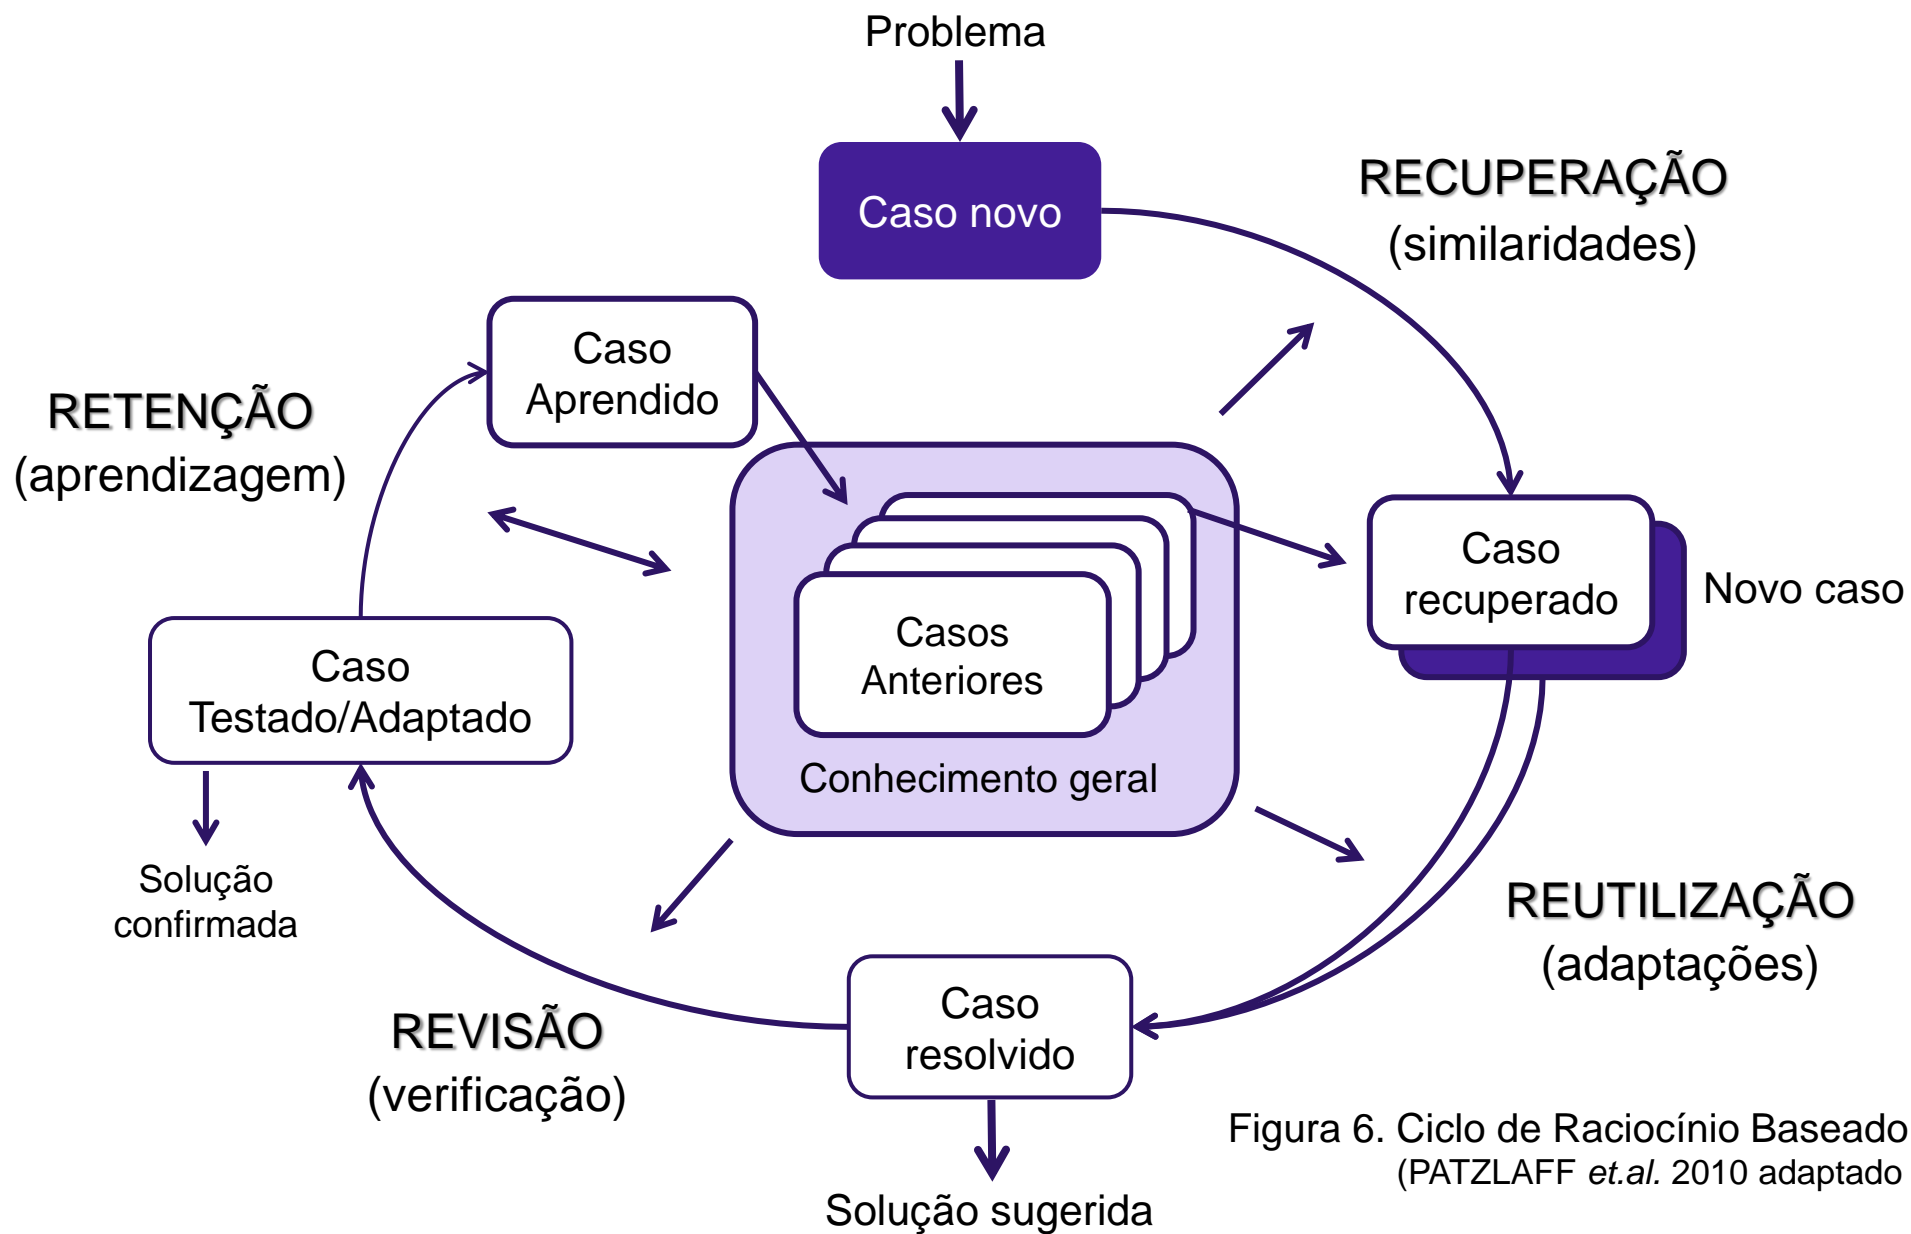 Problema
Caso novo
RECUPERAÇÃO
(similaridades)
Caso
Aprendido
RETENÇÃO
(aprendizagem)
Caso
recuperado
Novo caso
Casos
Anteriores
Conhecimento geral
Caso
Testado/Adaptado
Solução
confirmada
REUTILIZAÇÃO
(adaptações)
Caso
resolvido
REVISÃO
(verificação)
Solução sugerida
Figura 6. Ciclo de Raciocínio Baseado
(PATZLAFF et.al. 2010 adaptado